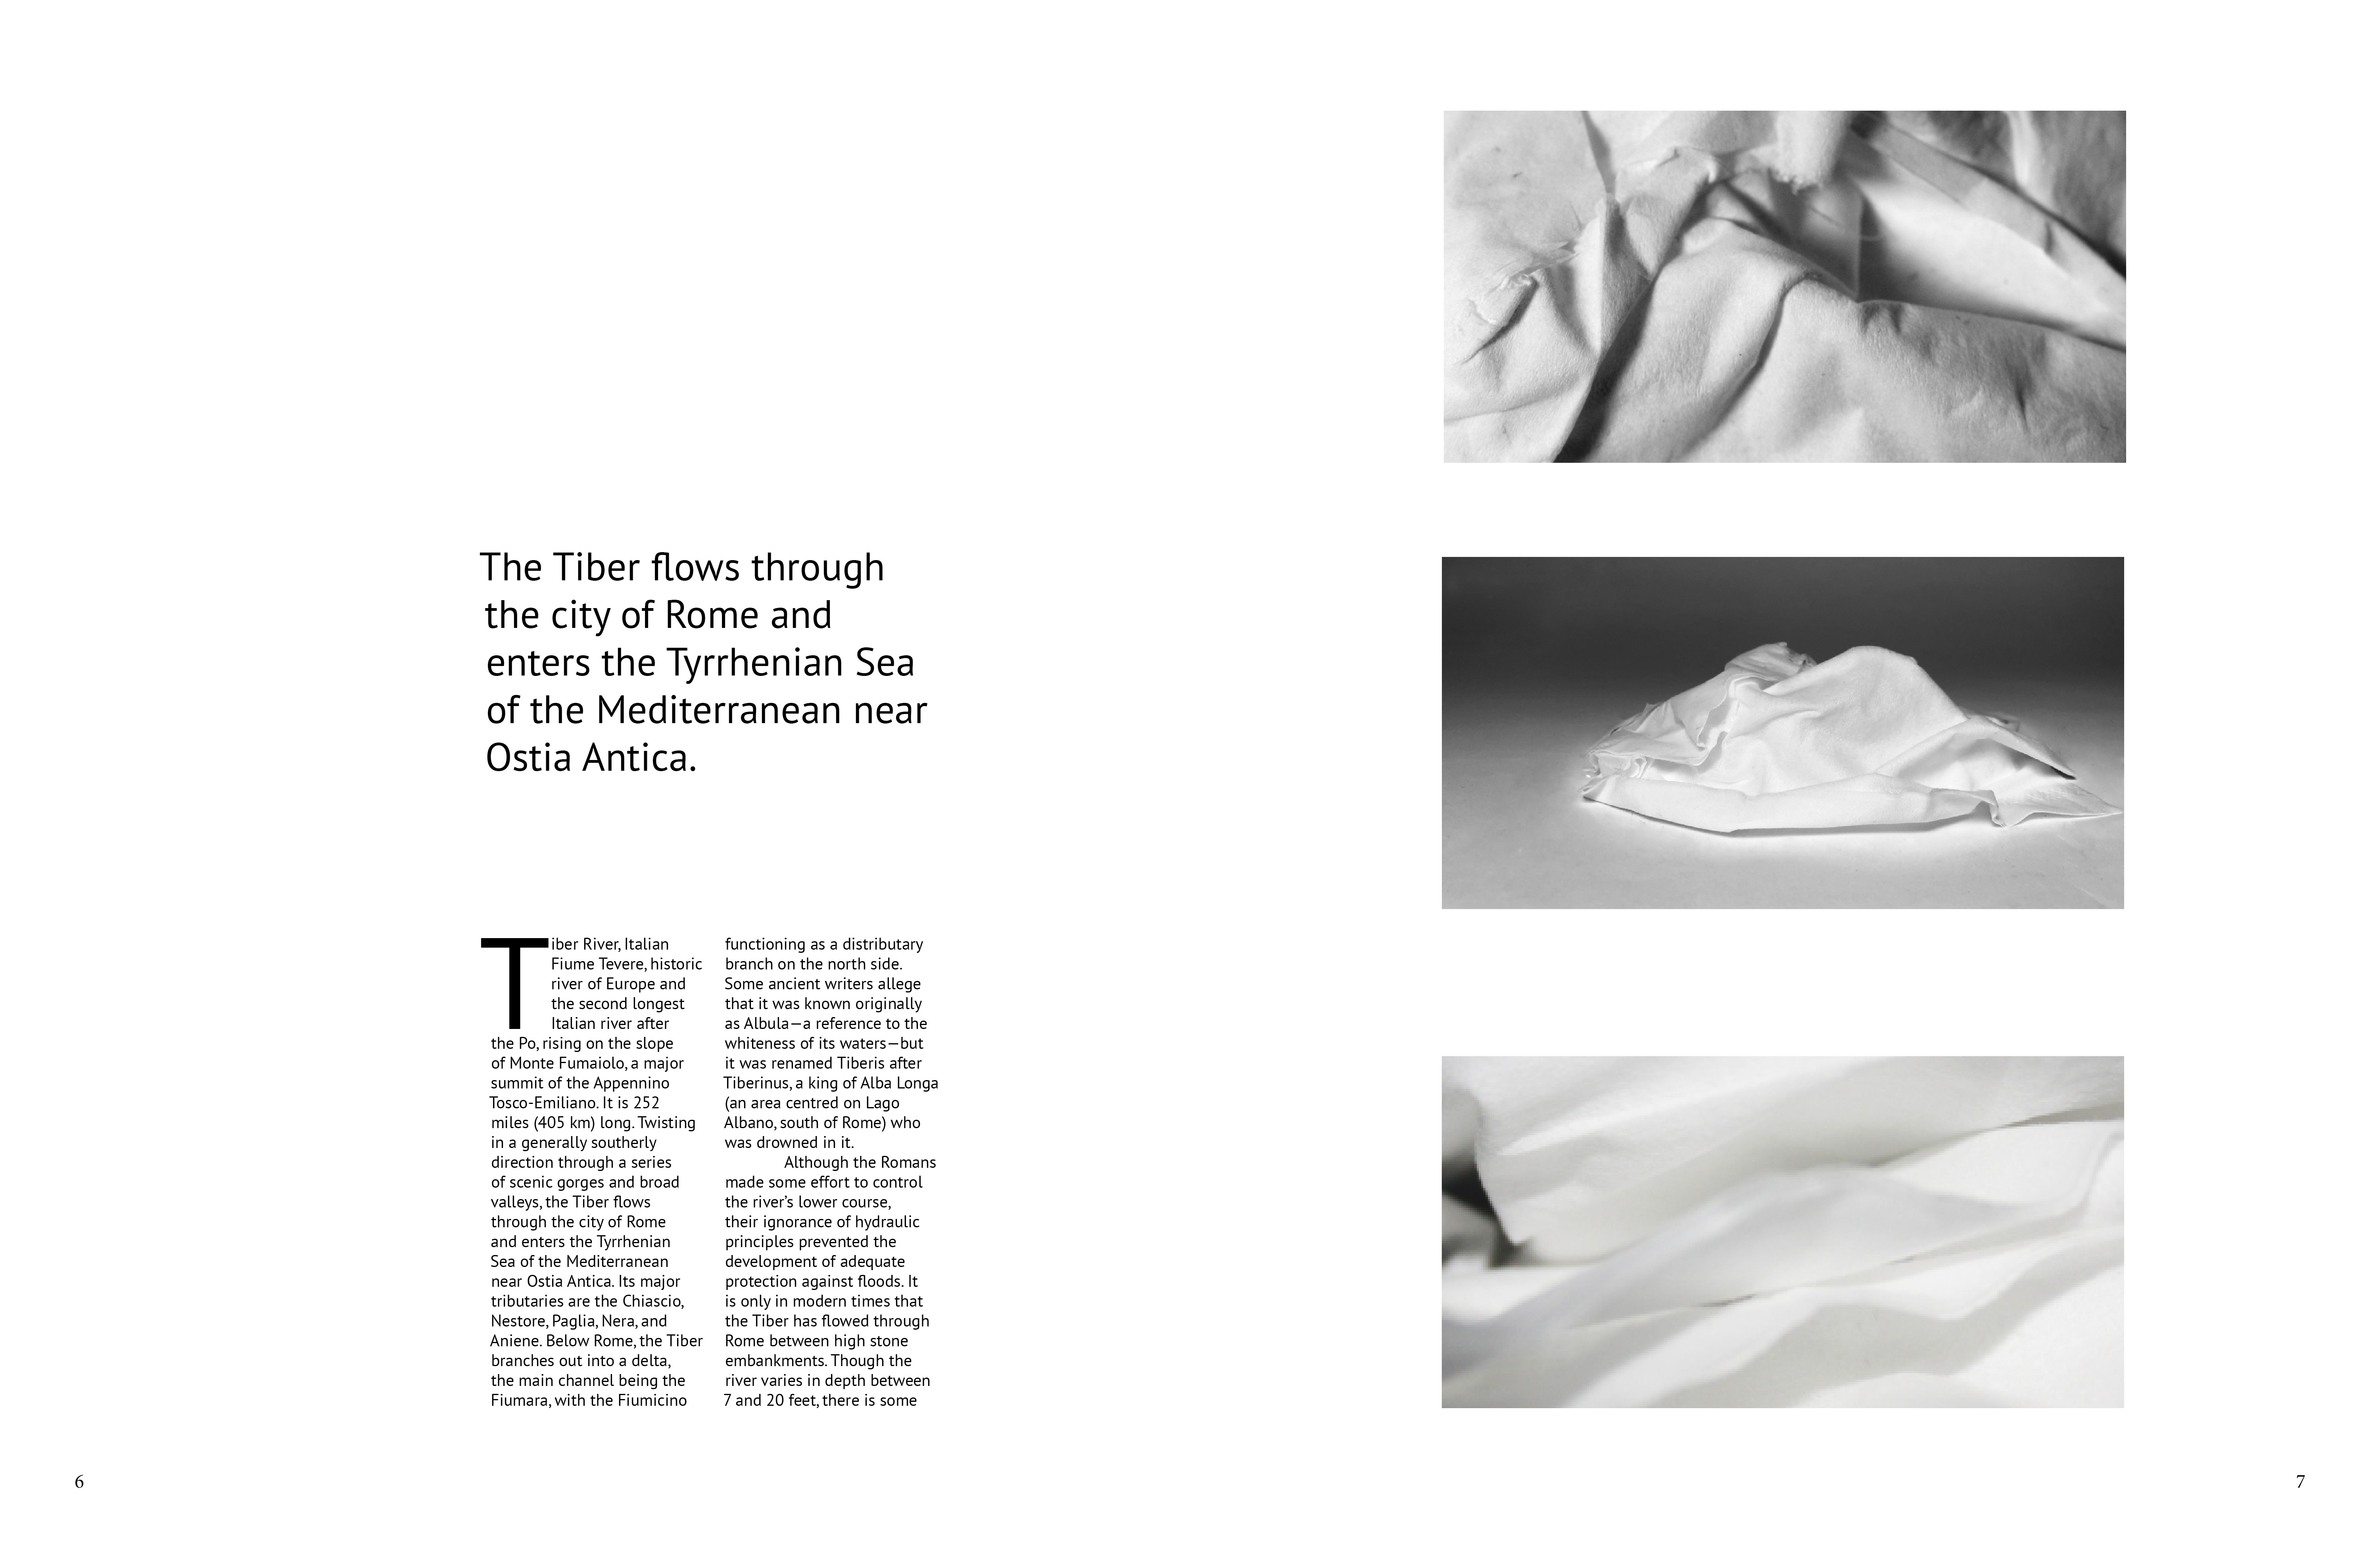 The Tiber flows through
the city of Rome and
enters the Tyrrhenian Sea
of the Mediterranean near
Ostia Antica.
Tiber River, Italian
Fiume Tevere, historic
river of Europe and
the second longest
Italian river after
the Po, rising on the slope
of Monte Fumaiolo, a major
summit of the Appennino
Tosco-Emiliano. It is 252
miles (405 km) long. Twisting
in a generally southerly
direction through a series
of scenic gorges and broad
valleys, the Tiber flows
through the city of Rome
and enters the Tyrrhenian
Sea of the Mediterranean
near Ostia Antica. Its major
tributaries are the Chiascio,
Nestore, Paglia, Nera, and
Aniene. Below Rome, the Tiber
branches out into a delta,
the main channel being the
Fiumara, with the Fiumicino
functioning as a distributary
branch on the north side.
Some ancient writers allege
that it was known originally
as Albula—a reference to the
whiteness of its waters—but
it was renamed Tiberis after
Tiberinus, a king of Alba Longa
(an area centred on Lago
Albano, south of Rome) who
was drowned in it.
Although the Romans
made some effort to control
the river’s lower course,
their ignorance of hydraulic
principles prevented the
development of adequate
protection against floods. It
is only in modern times that
the Tiber has flowed through
Rome between high stone
embankments. Though the
river varies in depth between
7 and 20 feet, there is some
6
7